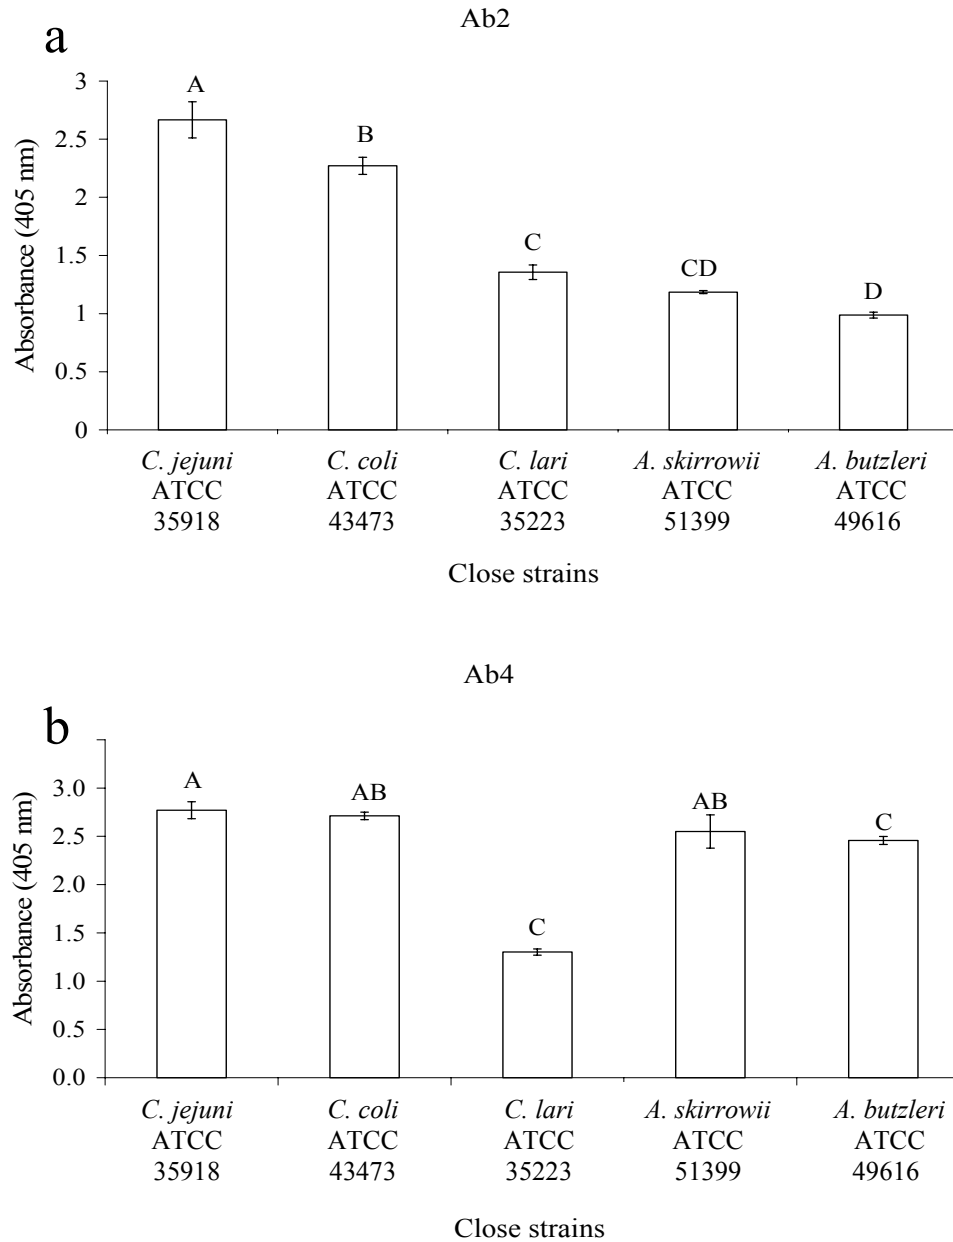 Ab2
a
Absorbance (405 nm)
3
2.5
2
1.5
1
0.5
0
A
B
C
CD
D
C. jejuni C. coli C. lari A. skirrowii A. butzleri
ATCC ATCC ATCC ATCC ATCC
35918 43473 35223 51399 49616
Close strains
Ab4
b
Absorbance (405 nm)
3.0
2.5
2.0
1.5
1.0
0.5
0.0
A
AB
C
AB
C
C. jejuni C. coli C. lari A. skirrowii A. butzleri
ATCC ATCC ATCC ATCC ATCC
35918 43473 35223 51399 49616
Close strains